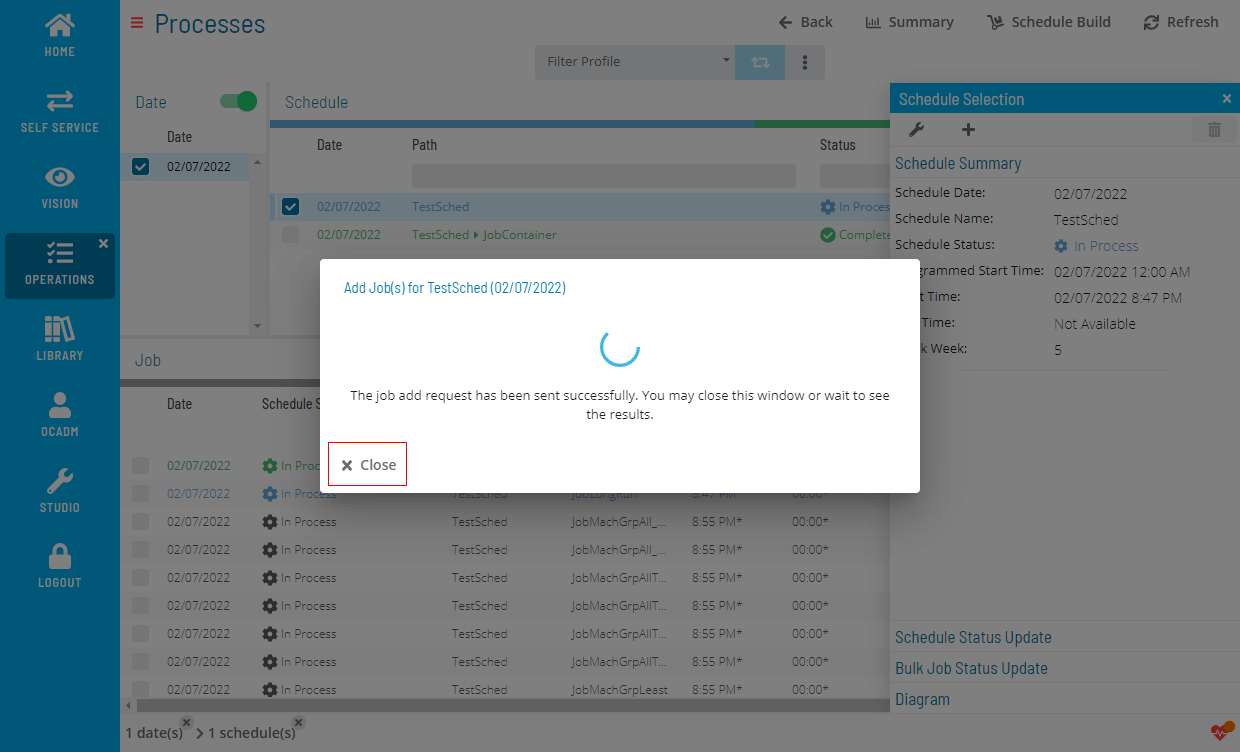 Processes
Back
Summary
Schedule Build
Refresh
HOME
SELF SERVICE
VISION
OPERATIONS
LIBRARY
OCADM
STUDIO
LOGOUT
Filter Profile
Date
Date
02/07/2022
Schedule
Date Path Status
02/07/2022 TestSched In Process
02/07/2022 TestSched JobContainer
Schedule Selection
Schedule Summary
Schedule Date: 02/07/2022
Schedule Name: TestSched
Schedule Status: In Process
grammed Start Time: 02/07/2022 12:00 AM
t Time: 02/07/2022 8:47 PM
Time: Not Available
k Week: 5
Schedule Status Update
Bulk Job Status Update
Diagram
Add Job(s) for TestSched (02/07/2022)
The job add request has been sent successfully. You may close this window or wait to see
the results.
Close
Job
Date Schedule S
02/07/2022 In Proc
02/07/2022 In Process TestSched JobLongRun 8:47 PM 00:00*
02/07/2022 In Process TestSched JobMachGrpAll_... 8:55 PM* 00:00*
02/07/2022 In Process TestSched JobMachGrpAll_... 8:55 PM* 00:00*
02/07/2022 In Process TestSched JobMachGrpAllT... 8:55 PM* 00:00*
02/07/2022 In Process TestSched JobMachGrpAllT... 8:55 PM* 00:00*
02/07/2022 In Process TestSched JobMachGrpAllT... 8:55 PM* 00:00*
02/07/2022 In Process TestSched JobMachGrpAllT... 8:55 PM* 00:00*
02/07/2022 In Process TestSched JobMachGrpLeast 8:55 PM* 00:00*
1 date(s) 1 schedule(s)